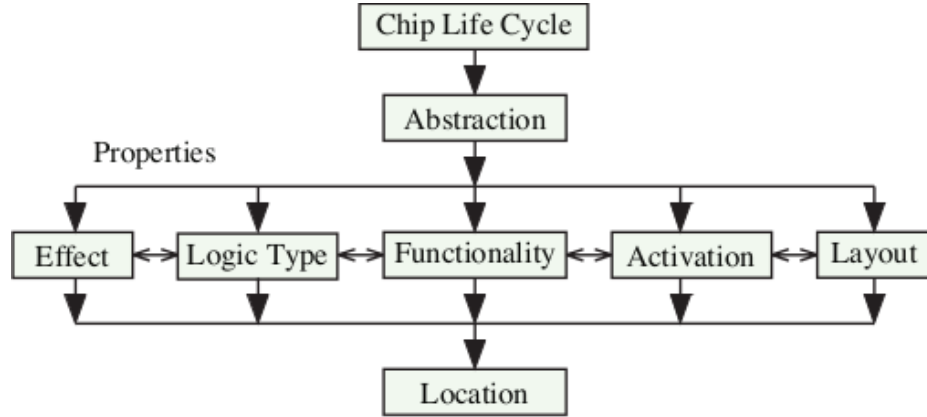 Chip Life Cycle
Abstraction
Properties
Effect
Logic Type
Functionality
Activation
Layout
Location